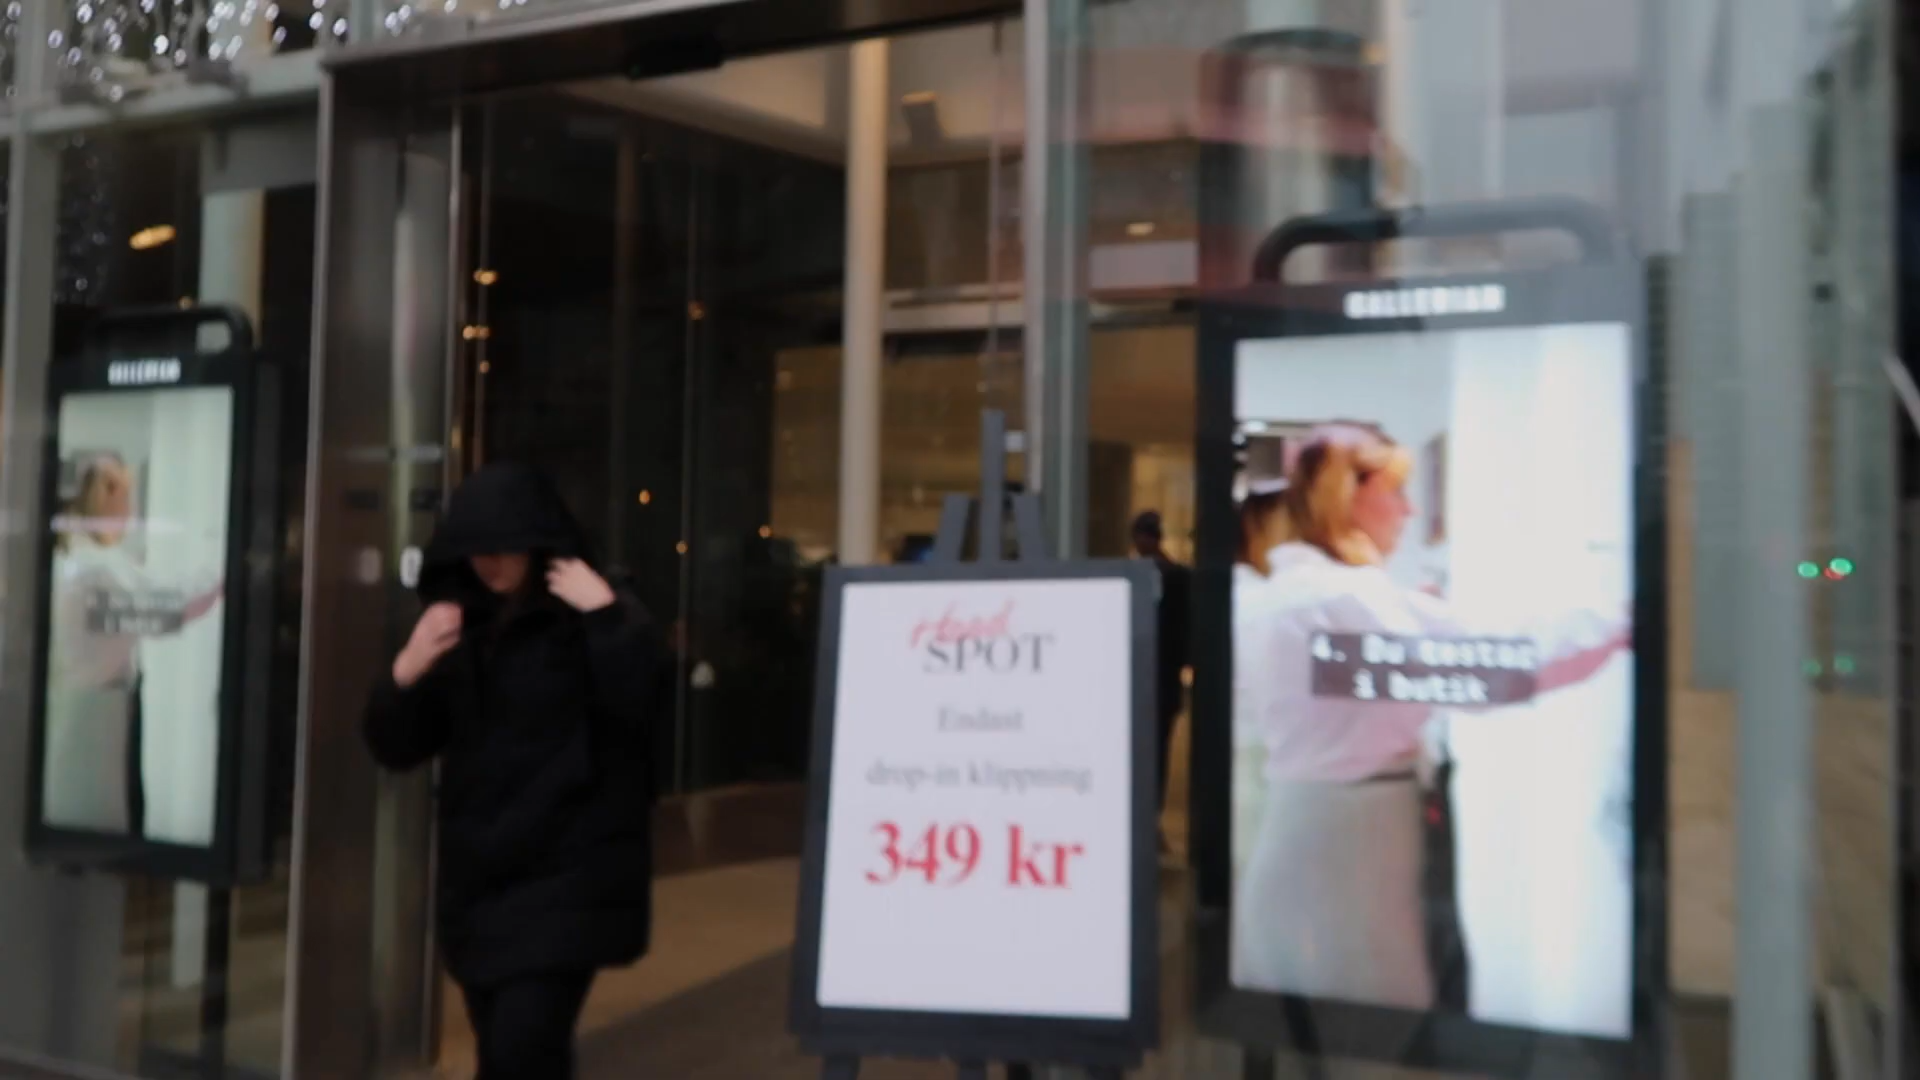 GALLERIAN
GALLERIAN
Head
SPOT
Endast
drop-in klippning
349 kr
4. Du testar
i butik